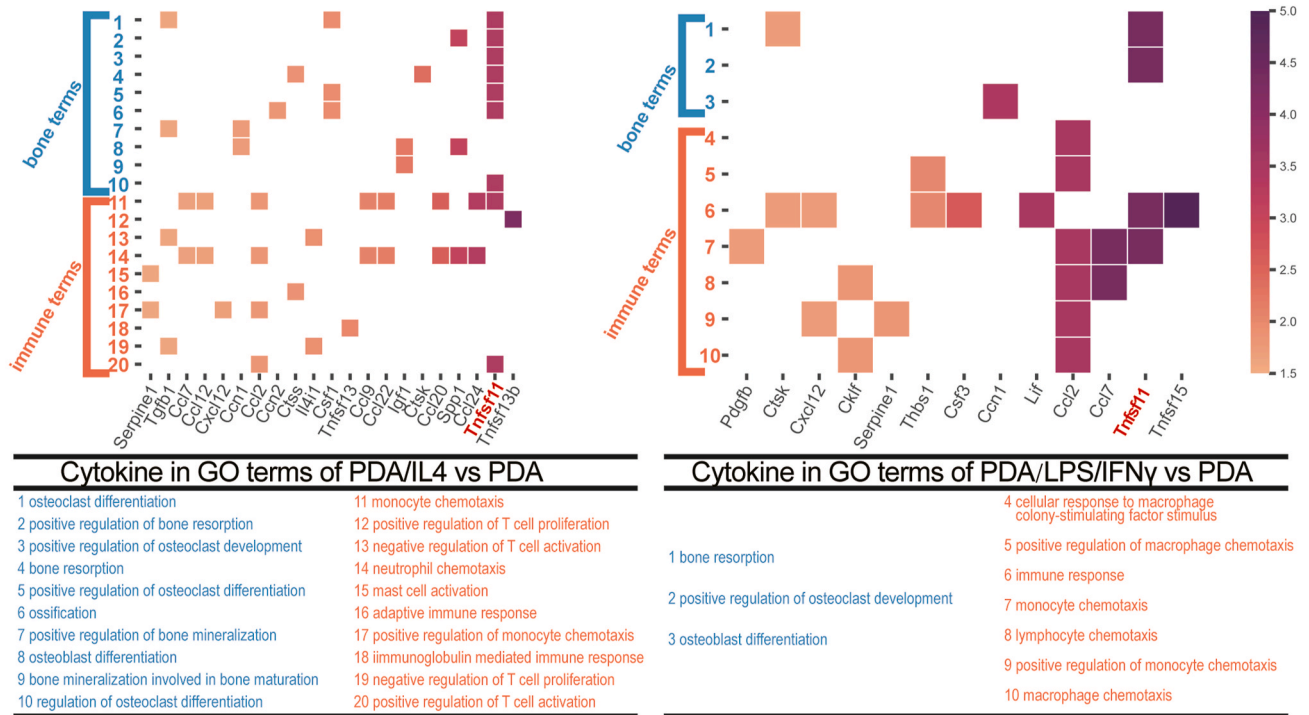 bone terms
immune terms
1
2
3
4
5
6
7
8
9
10
11
12
13
14
15
16
17
18
19
20
Serpine1
Tgfb1
Ccl7
Ccl12
Cxcl12
Ccn1
Ccl2
Ccn2
Ctss
Il4I1
Csf1
Tnfsf13
Ccl9
Ccl22
Igf1
Ctsk
Ccl20
Spp1
Ccl24
Tnfsf11
Tnfsf13b
bone terms
immune terms
1
2
3
4
5
6
7
8
9
10
Pdgfb
Ctsk
Cxcl12
Cklf
Serpine1
Thbs1
Csf3
Ccn1
Lif
Ccl2
Ccl7
Tnfsf11
Tnfsf15
5.0
4.5
4.0
3.5
3.0
2.5
2.0
1.5
Cytokine in GO terms of PDA/IL4 vs PDA
1 osteoclast differentiation
2 positive regulation of bone resorption
3 positive regulation of osteoclast development
4 bone resorption
5 positive regulation of osteoclast differentiation
6 ossification
7 positive regulation of bone mineralization
8 osteoblast differentiation
9 bone mineralization involved in bone maturation
10 regulation of osteoclast differentiation
11 monocyte chemotaxis
12 positive regulation of T cell proliferation
13 negative regulation of T cell activation
14 neutrophil chemotaxis
15 mast cell activation
16 adaptive immune response
17 positive regulation of monocyte chemotaxis
18 iimmunoglobulin mediated immune response
19 negative regulation of T cell proliferation
20 positive regulation of T cell activation
Cytokine in GO terms of PDA/LPS/IFNγ vs PDA
1 bone resorption
2 positive regulation of osteoclast development
3 osteoblast differentiation
4 cellular response to macrophage
colony-stimulating factor stimulus
5 positive regulation of macrophage chemotaxis
6 immune response
7 monocyte chemotaxis
8 lymphocyte chemotaxis
9 positive regulation of monocyte chemotaxis
10 macrophage chemotaxis